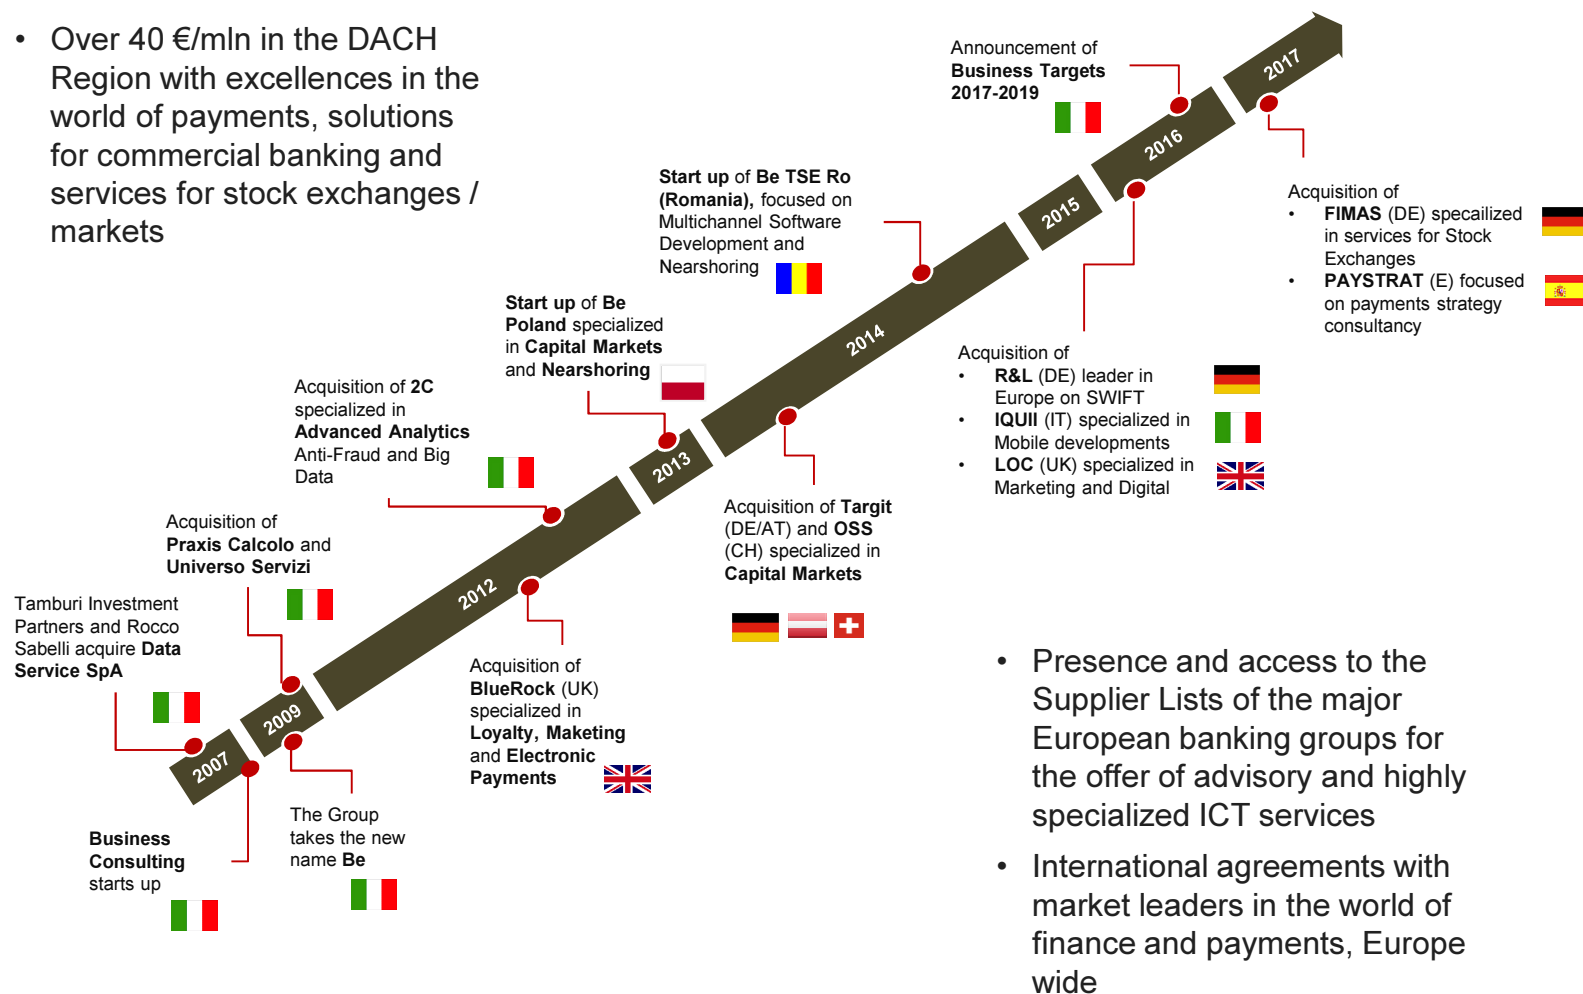 • Over 40 €/mln in the DACH
Region with excellences in the
world of payments, solutions
for commercial banking and
services for stock exchanges /
markets
Announcement of
Business Targets
2017-2019
2017
2016
2015
2014
2013
2012
2009
2007
Acquisition of
• FIMAS (DE) specailized
in services for Stock
Exchanges
• PAYSTRAT (E) focused
on payments strategy
consultancy
Start up of Be TSE Ro
(Romania), focused on
Multichannel Software
Development and
Nearshoring
Start up of Be
Poland specialized
in Capital Markets
and Nearshoring
Acquisition of
• R&L (DE) leader in
Europe on SWIFT
• IQUII (IT) specialized in
Mobile developments
• LOC (UK) specialized in
Marketing and Digital
Acquisition of 2C
specialized in
Advanced Analytics
Anti-Fraud and Big
Data
Acquisition of Targit
(DE/AT) and OSS
(CH) specialized in
Capital Markets
Acquisition of
Praxis Calcolo and
Universo Servizi
Tamburi Investment
Partners and Rocco
Sabelli acquire Data
Service SpA
Acquisition of
BlueRock (UK)
specialized in
Loyalty, Maketing
and Electronic
Payments
The Group
takes the new
name Be
Business
Consulting
starts up
• Presence and access to the
Supplier Lists of the major
European banking groups for
the offer of advisory and highly
specialized ICT services
• International agreements with
market leaders in the world of
finance and payments, Europe
wide